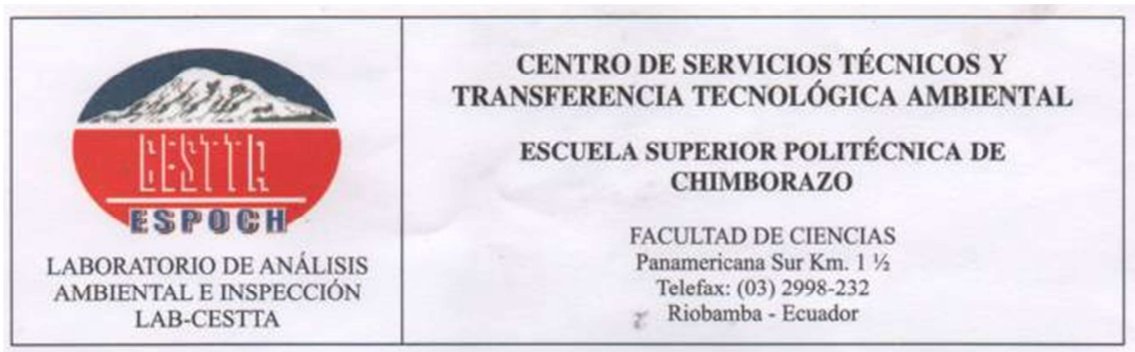 CESTTA
ESPOCH
LABORATORIO DE ANÁLISIS
AMBIENTAL E INSPECCIÓN
LAB-CESTTA
CENTRO DE SERVICIOS TÉCNICOS Y
TRANSFERENCIA TECNOLÓGICA AMBIENTAL
ESCUELA SUPERIOR POLITÉCNICA DE
CHIMBORAZO
FACULTAD DE CIENCIAS
Panamericana Sur Km. 1 ½
Telefax: (03) 2998-232
Riobamba - Ecuador